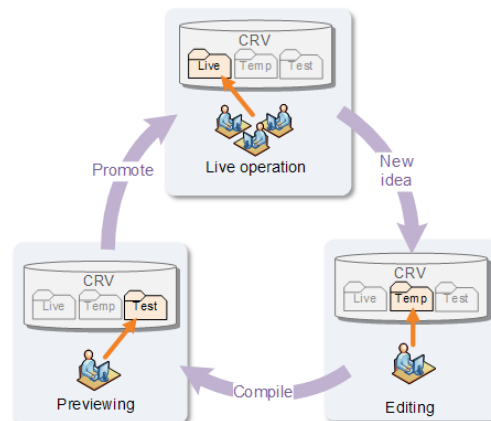 CRV
Live Temp Test
Live operation
Promote
New
idea
CRV
Live Temp Test
Previewing
CRV
Live Temp Test
Editing
Compile